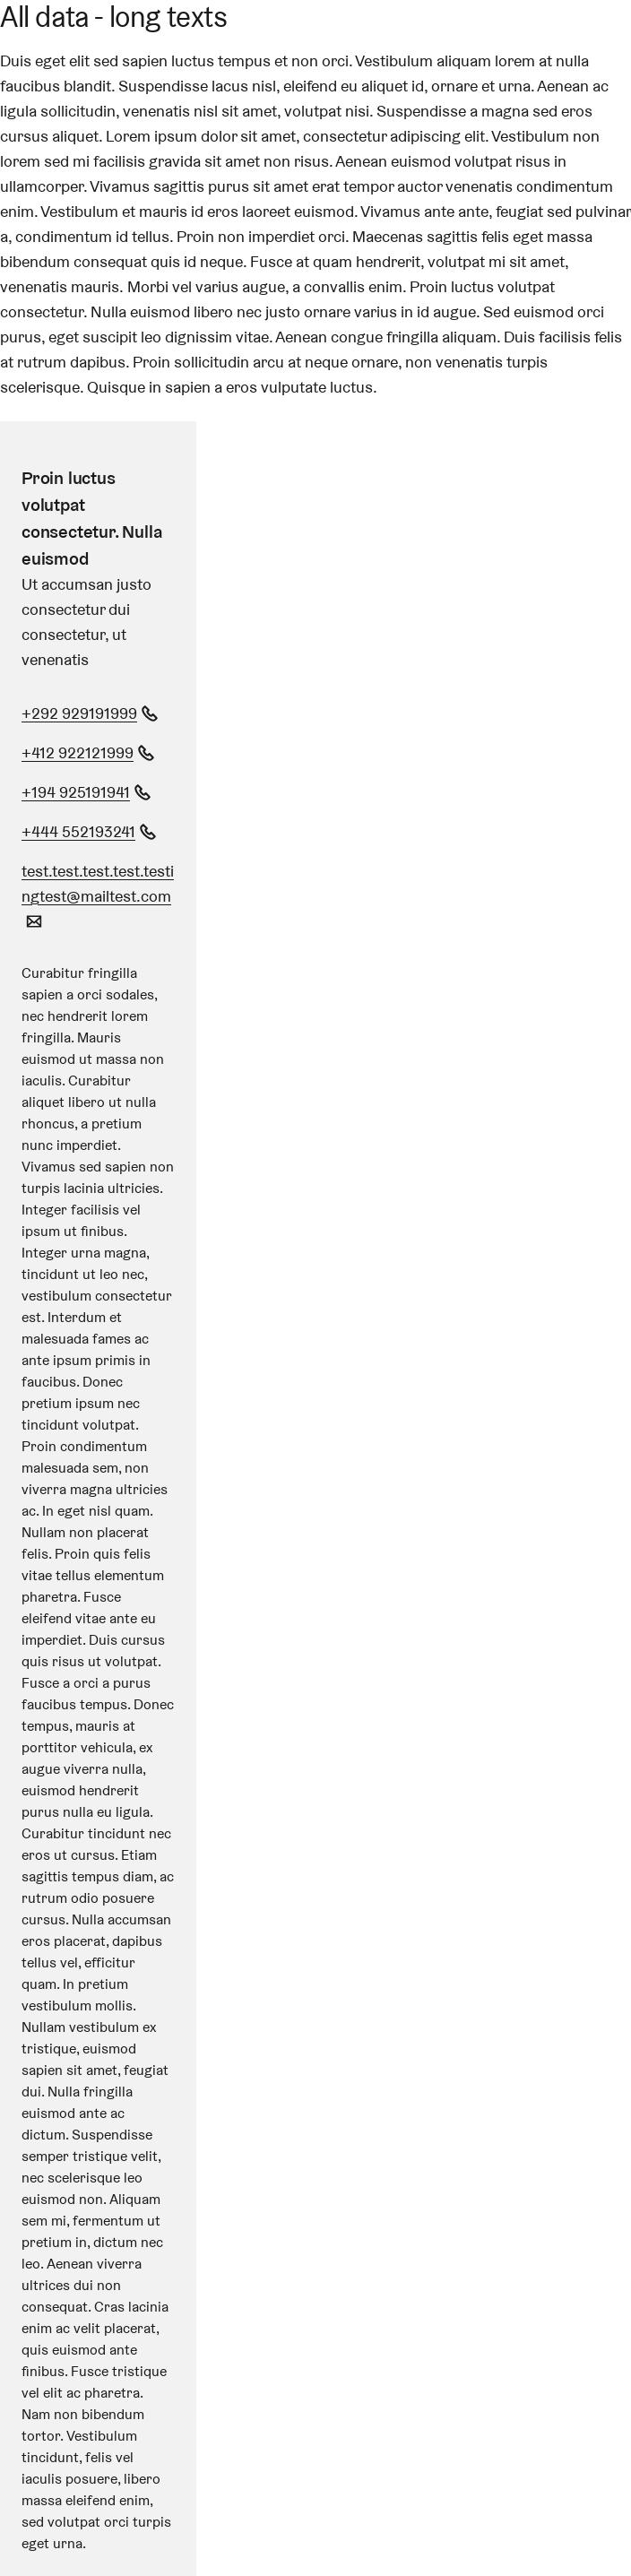 All data - long texts
Duis eget elit sed sapien luctus tempus et non orci. Vestibulum aliquam lorem at nulla
faucibus blandit. Suspendisse lacus nisl, eleifend eu aliquet id, ornare et urna. Aenean ac
ligula sollicitudin, venenatis nisl sit amet, volutpat nisi. Suspendisse a magna sed eros
cursus aliquet. Lorem ipsum dolor sit amet, consectetur adipiscing elit. Vestibulum non
lorem sed mi facilisis gravida sit amet non risus. Aenean euismod volutpat risus in
ullamcorper. Vivamus sagittis purus sit amet erat tempor auctor venenatis condimentum
enim. Vestibulum et mauris id eros laoreet euismod. Vivamus ante ante, feugiat sed pulvinar
a, condimentum id tellus. Proin non imperdiet orci. Maecenas sagittis felis eget massa
bibendum consequat quis id neque. Fusce at quam hendrerit, volutpat mi sit amet,
venenatis mauris. Morbi vel varius augue, a convallis enim. Proin luctus volutpat
consectetur. Nulla euismod libero nec justo ornare varius in id augue. Sed euismod orci
purus, eget suscipit leo dignissim vitae. Aenean congue fringilla aliquam. Duis facilisis felis
at rutrum dapibus. Proin sollicitudin arcu at neque ornare, non venenatis turpis
scelerisque. Quisque in sapien a eros vulputate luctus.
Proin luctus
volutpat
consectetur. Nulla
euismod
Ut accumsan justo
consectetur dui
consectetur, ut
venenatis
+292 929191999
+412 922121999
+194 925191941
+444 552193241
test.test.test.test.testi
ngtest@mailtest.com
Curabitur fringilla
sapien a orci sodales,
nec hendrerit lorem
fringilla. Mauris
euismod ut massa non
iaculis. Curabitur
aliquet libero ut nulla
rhoncus, a pretium
nunc imperdiet.
Vivamus sed sapien non
turpis lacinia ultricies.
Integer facilisis vel
ipsum ut finibus.
Integer urna magna,
tincidunt ut leo nec,
vestibulum consectetur
est. Interdum et
malesuada fames ac
ante ipsum primis in
faucibus. Donec
pretium ipsum nec
tincidunt volutpat.
Proin condimentum
malesuada sem, non
viverra magna ultricies
ac. In eget nisl quam.
Nullam non placerat
felis. Proin quis felis
vitae tellus elementum
pharetra. Fusce
eleifend vitae ante eu
imperdiet. Duis cursus
quis risus ut volutpat.
Fusce a orci a purus
faucibus tempus. Donec
tempus, mauris at
porttitor vehicula, ex
augue viverra nulla,
euismod hendrerit
purus nulla eu ligula.
Curabitur tincidunt nec
eros ut cursus. Etiam
sagittis tempus diam, ac
rutrum odio posuere
cursus. Nulla accumsan
eros placerat, dapibus
tellus vel, efficitur
quam. In pretium
vestibulum mollis.
Nullam vestibulum ex
tristique, euismod
sapien sit amet, feugiat
dui. Nulla fringilla
euismod ante ac
dictum. Suspendisse
semper tristique velit,
nec scelerisque leo
euismod non. Aliquam
sem mi, fermentum ut
pretium in, dictum nec
leo. Aenean viverra
ultrices dui non
consequat. Cras lacinia
enim ac velit placerat,
quis euismod ante
finibus. Fusce tristique
vel elit ac pharetra.
Nam non bibendum
tortor. Vestibulum
tincidunt, felis vel
iaculis posuere, libero
massa eleifend enim,
sed volutpat orci turpis
eget urna.